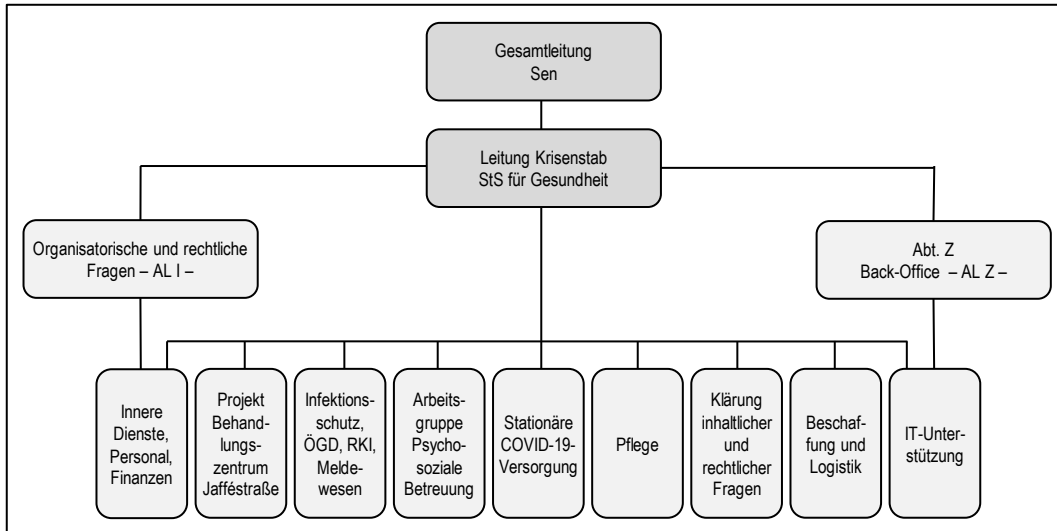 Gesamtleitung
Sen
Leitung Krisenstab
StS für Gesundheit
Organisatorische und rechtliche
Fragen – AL I –
Abt. Z
Back-Office – AL Z –
Innere
Dienste,
Personal,
Finanzen
Projekt
Behand-
lungs-
zentrum
Jafféstraße
Infektions-
schutz,
ÖGD, RKI,
Melde-
wesen
Arbeits-
gruppe
Psycho-
soziale
Betreuung
Stationäre
COVID-19-
Versorgung
Pflege
Klärung
inhaltlicher
und
rechtlicher
Fragen
Beschaf-
fung und
Logistik
IT-Unter-
stützung